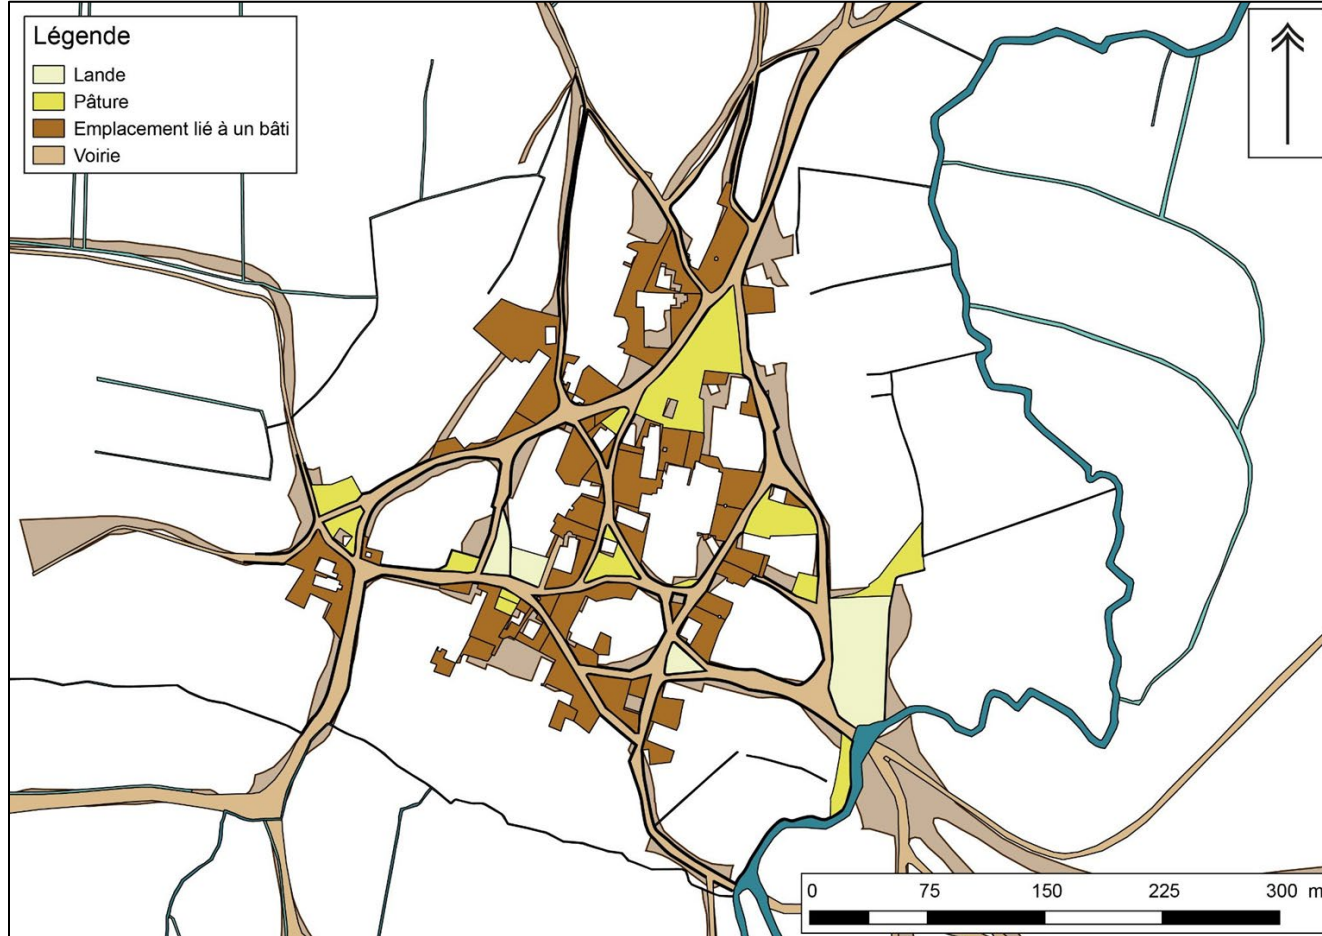 Légende
Lande
Pâture
Emplacement lié à un bâti
Voirie
0 75 150 225 300 m